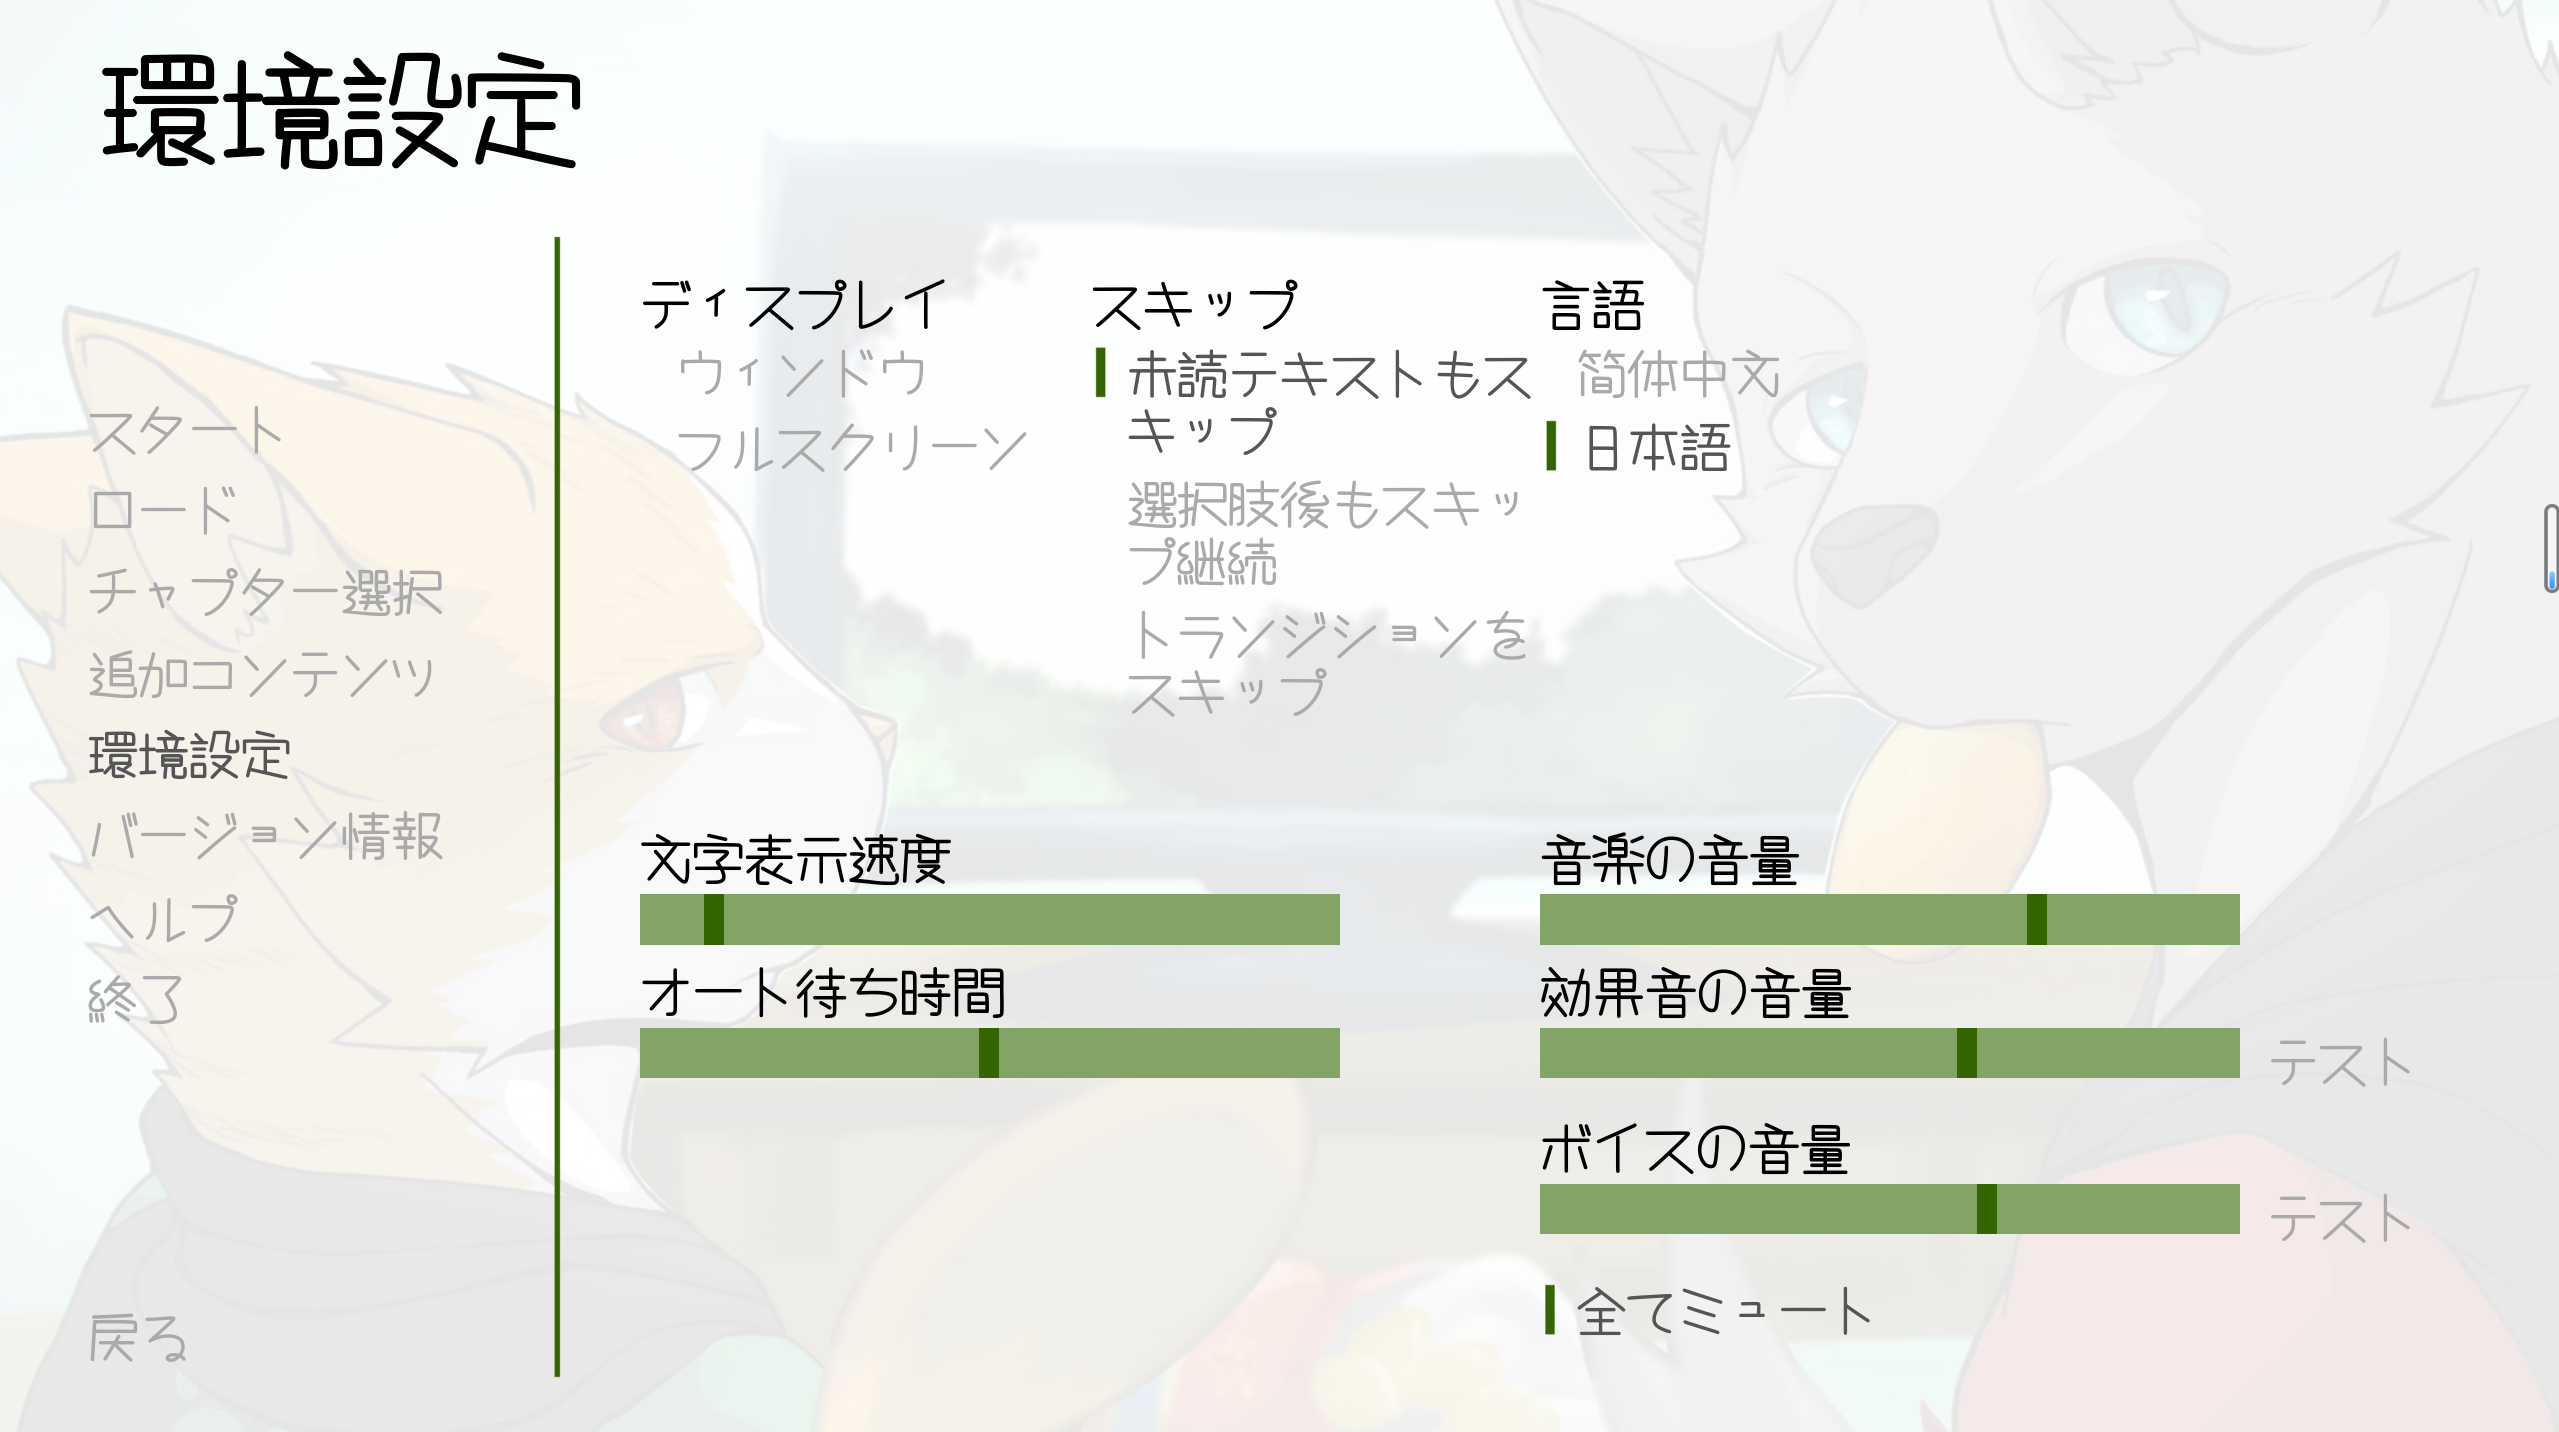 環境設定
スタート
ロード
チャプター選択
追加コンテンツ
環境設定
バージョン情報
ヘルプ
終了
戻る
ディスプレイ
ウィンドウ
フルスクリーン
スキップ
未読テキストもス
キップ
選択肢後もスキッ
プ継続
トランジションを
スキップ
言語
简体中文
日本語
文字表示速度
オート待ち時間
音楽の音量
効果音の音量
テスト
ボイスの音量
テスト
全てミュート